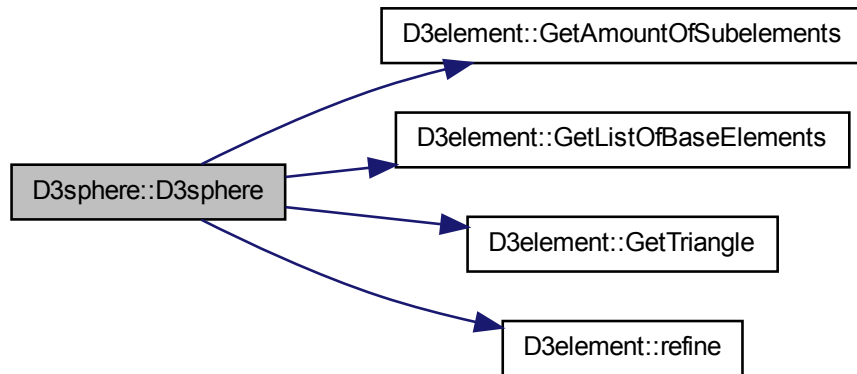 D3element::GetAmountOfSubelements
D3element::GetListOfBaseElements
D3sphere::D3sphere
D3element::GetTriangle
D3element::refine